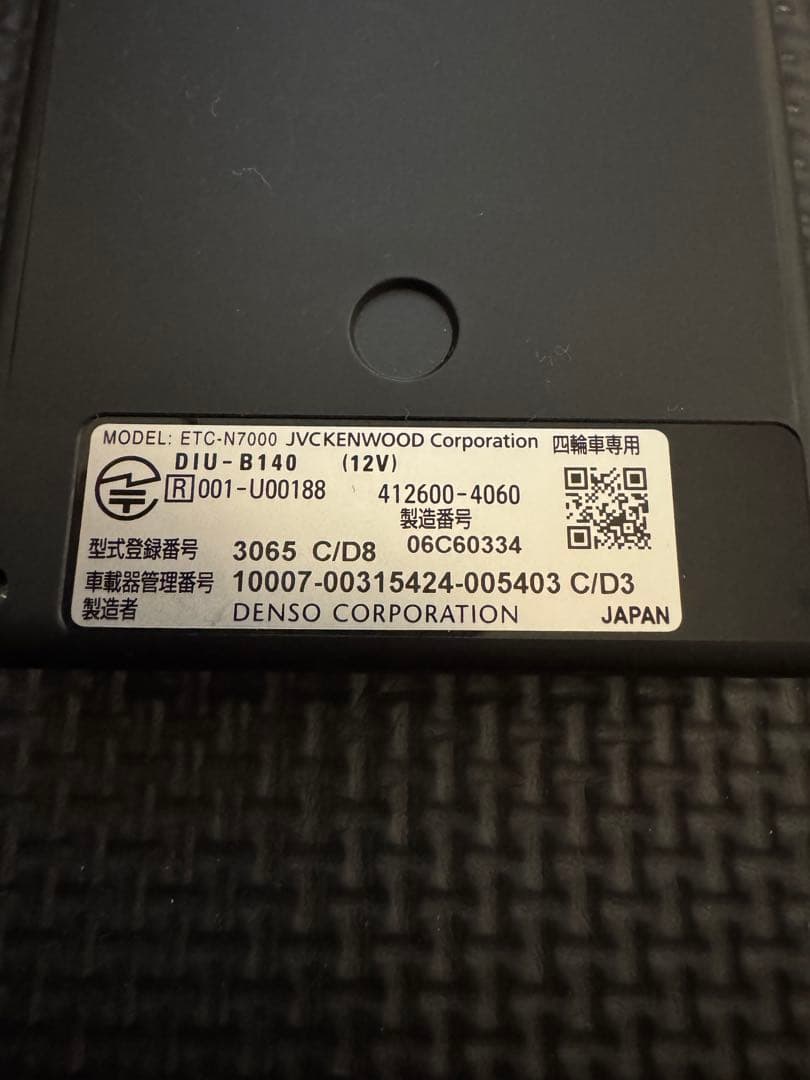 MODEL: ETC-N7000 JVCKENWOOD Corporation 四輪車専用
DIU-B140 (12V)
R 001-U00188 412600-4060
製造番号
型式登録番号 3065 C/D8 06C60334
車載器管理番号 10007-00315424-005403 C/D3
製造者 DENSO CORPORATION JAPAN